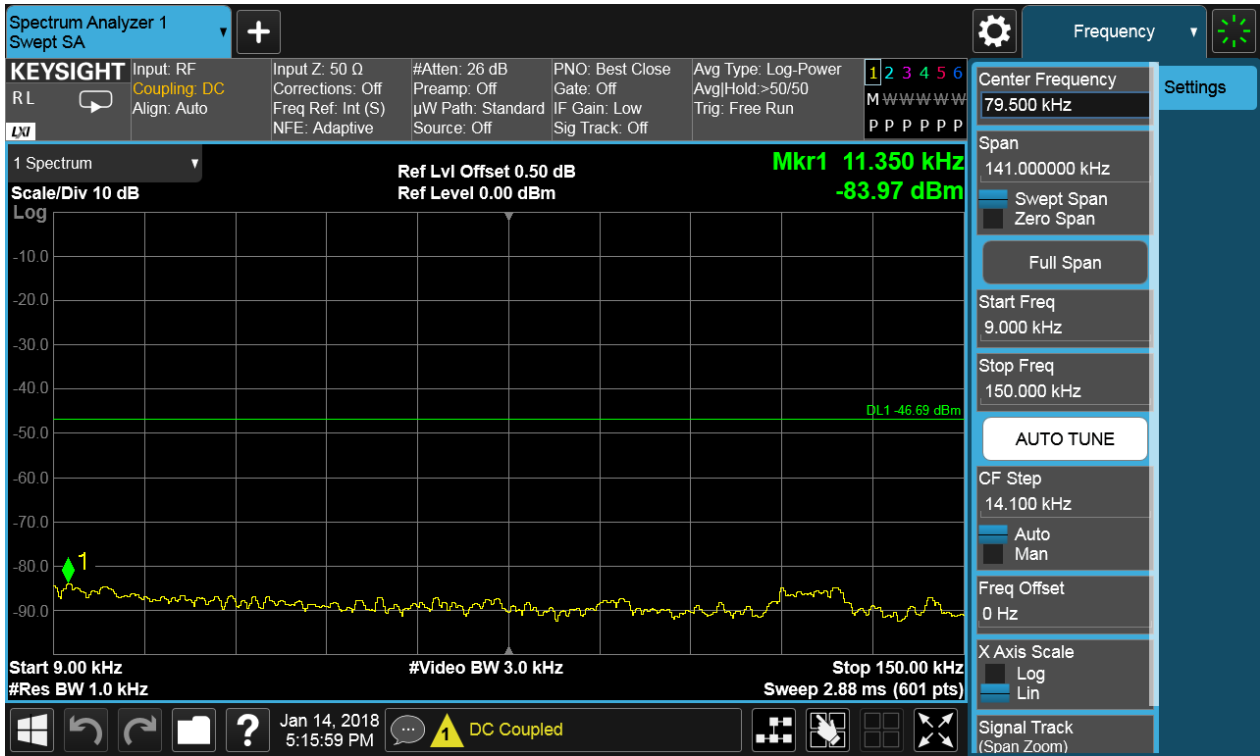 Spectrum Analyzer 1
Swept SA
Frequency
KEYSIGHT
RL
LXI
Input: RF
Coupling: DC
Align: Auto
Input Z: 50 Ω
Corrections: Off
Freq Ref: Int (S)
NFE: Adaptive
#Atten: 26 dB
Preamp: Off
µW Path: Standard
Source: Off
PNO: Best Close
Gate: Off
IF Gain: Low
Sig Track: Off
Avg Type: Log-Power
Avg|Hold:>50/50
Trig: Free Run
1 2 3 4 5 6
M W W W W W
P P P P P P
1 Spectrum
Scale/Div 10 dB
Log
Ref Lvl Offset 0.50 dB
Ref Level 0.00 dBm
Mkr1 11.350 kHz
-83.97 dBm
-10.0
-20.0
-30.0
-40.0
DL1 -46.69 dBm
-50.0
-60.0
-70.0
-80.0
1
-90.0
Start 9.00 kHz
#Res BW 1.0 kHz
#Video BW 3.0 kHz
Stop 150.00 kHz
Sweep 2.88 ms (601 pts)
Center Frequency
79.500 kHz
Settings
Span
141.000000 kHz
Swept Span
Zero Span
Full Span
Start Freq
9.000 kHz
Stop Freq
150.000 kHz
AUTO TUNE
CF Step
14.100 kHz
Auto
Man
Freq Offset
0 Hz
X Axis Scale
Log
Lin
Signal Track
(Span Zoom)
?
Jan 14, 2018
5:15:59 PM
1
DC Coupled